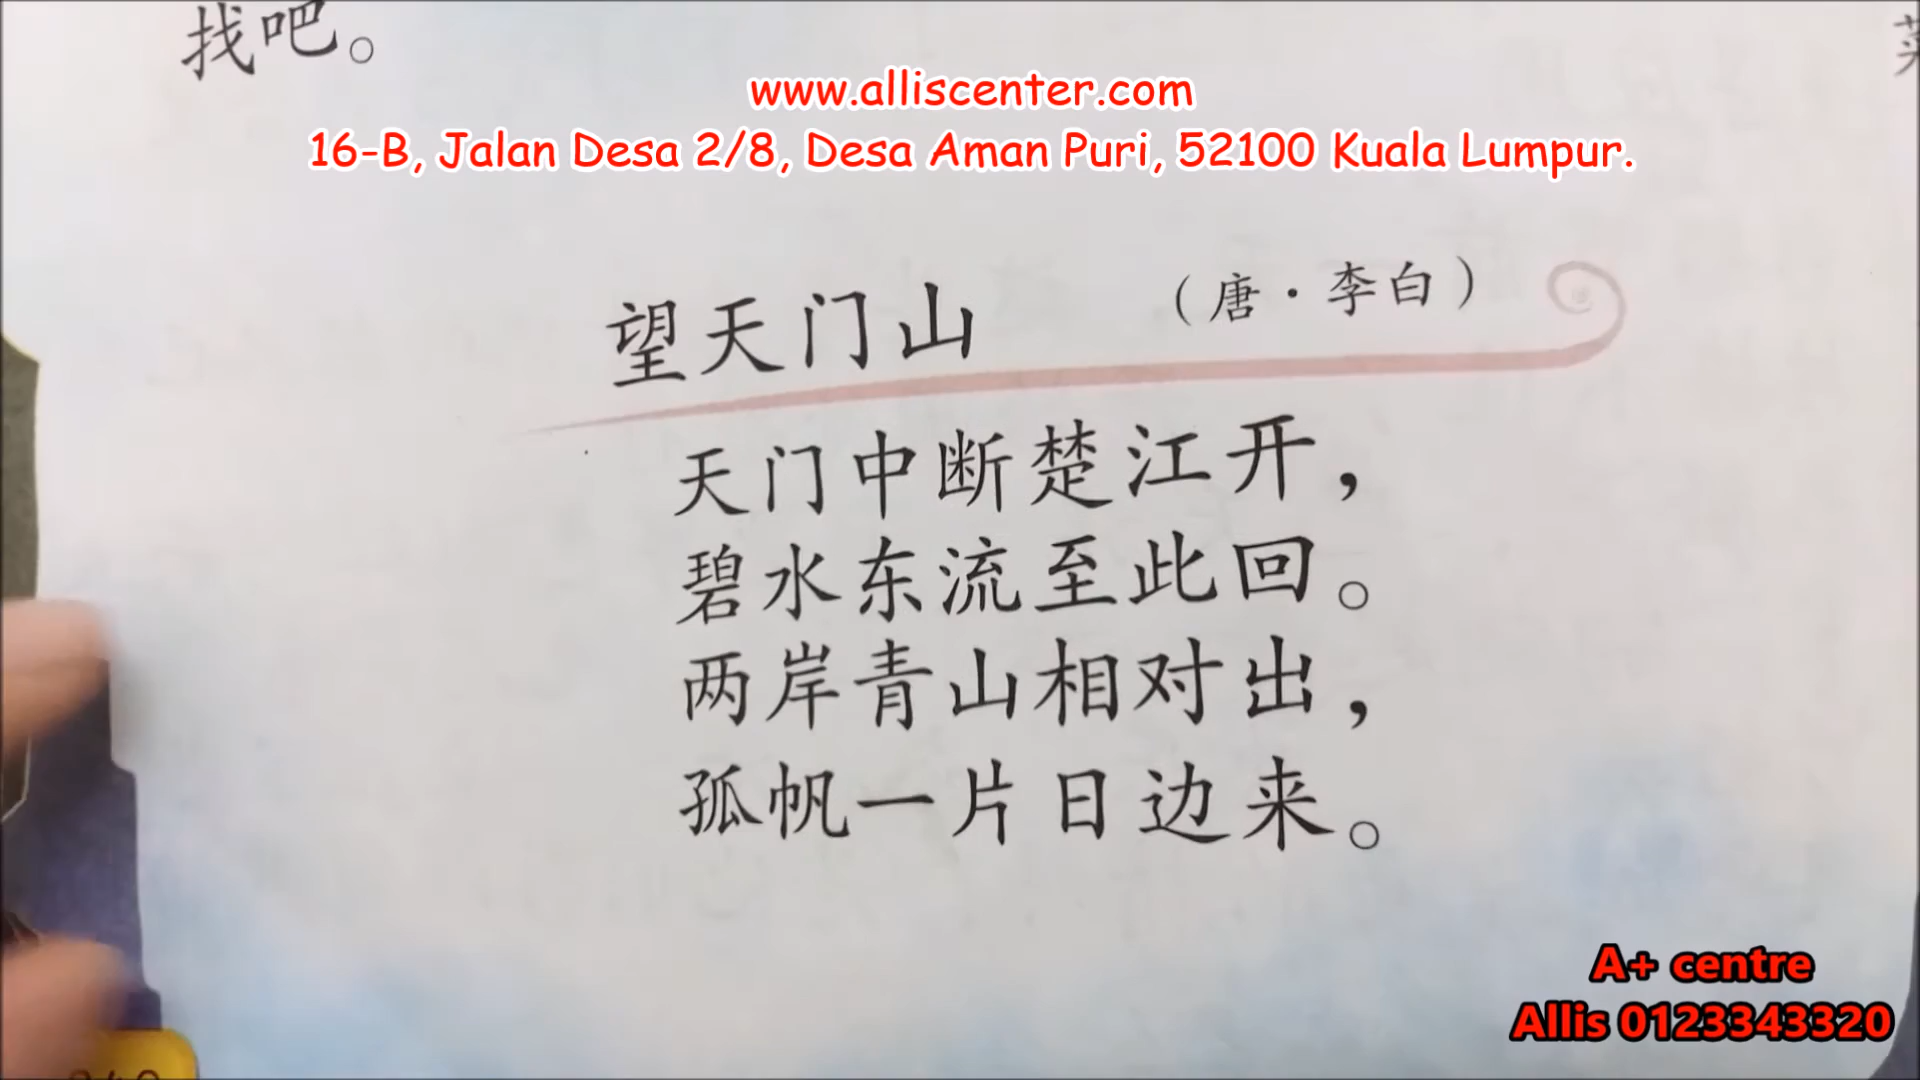 找吧。
www.alliscenter.com
16-B, Jalan Desa 2/8, Desa Aman Puri, 52100 Kuala Lumpur.
望天门山 (唐·李白)
天门中断楚江开，
碧水东流至此回。
两岸青山相对出，
孤帆一片日边来。
A+ centre
Allis 0123343320